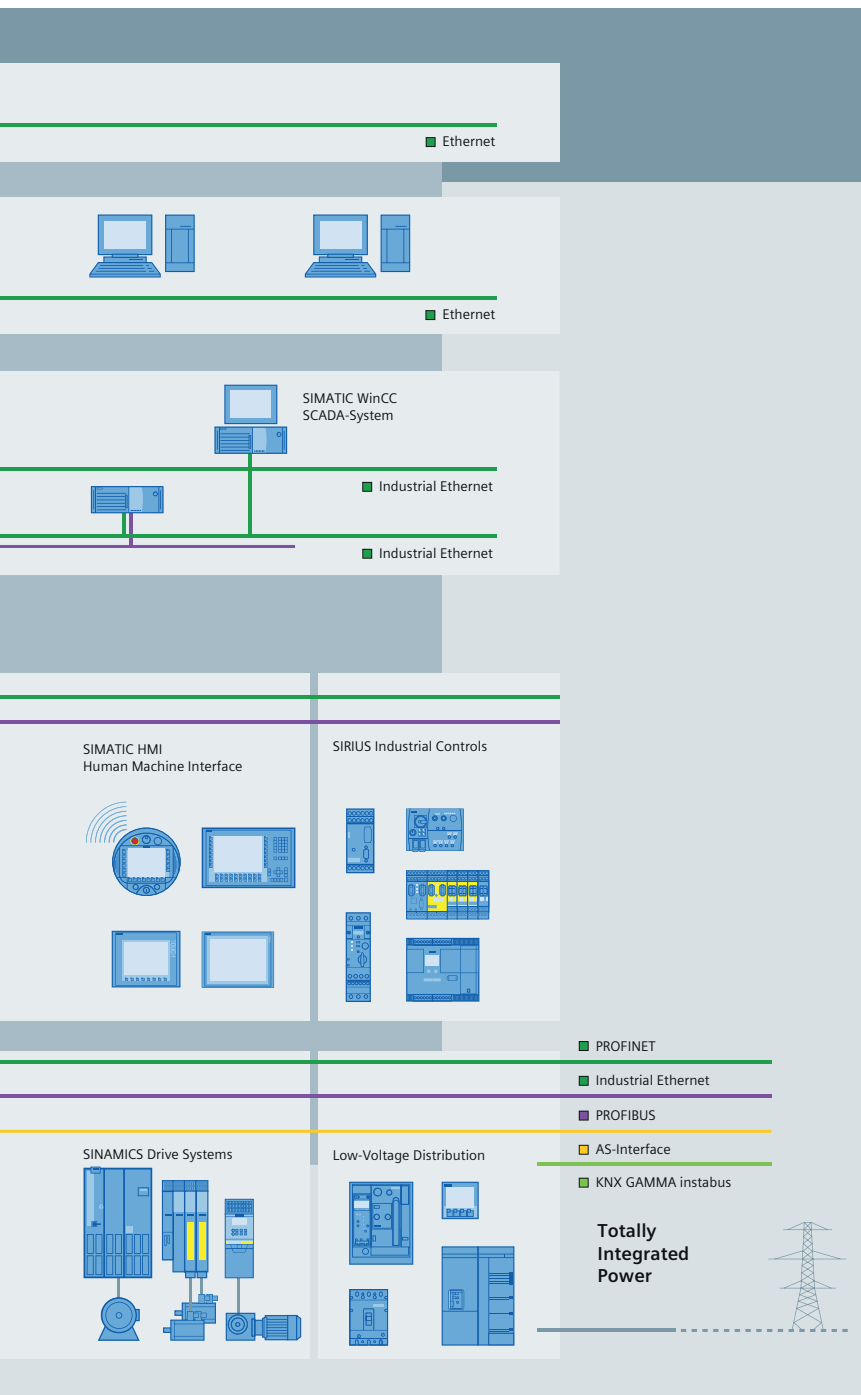 Ethernet
Ethernet
SIMATIC WinCC
SCADA-System
Industrial Ethernet
Industrial Ethernet
SIMATIC HMI
Human Machine Interface
SIRIUS Industrial Controls
PROFINET
Industrial Ethernet
PROFIBUS
AS-Interface
KNX GAMMA instabus
SINAMICS Drive Systems
Low-Voltage Distribution
Totally
Integrated
Power